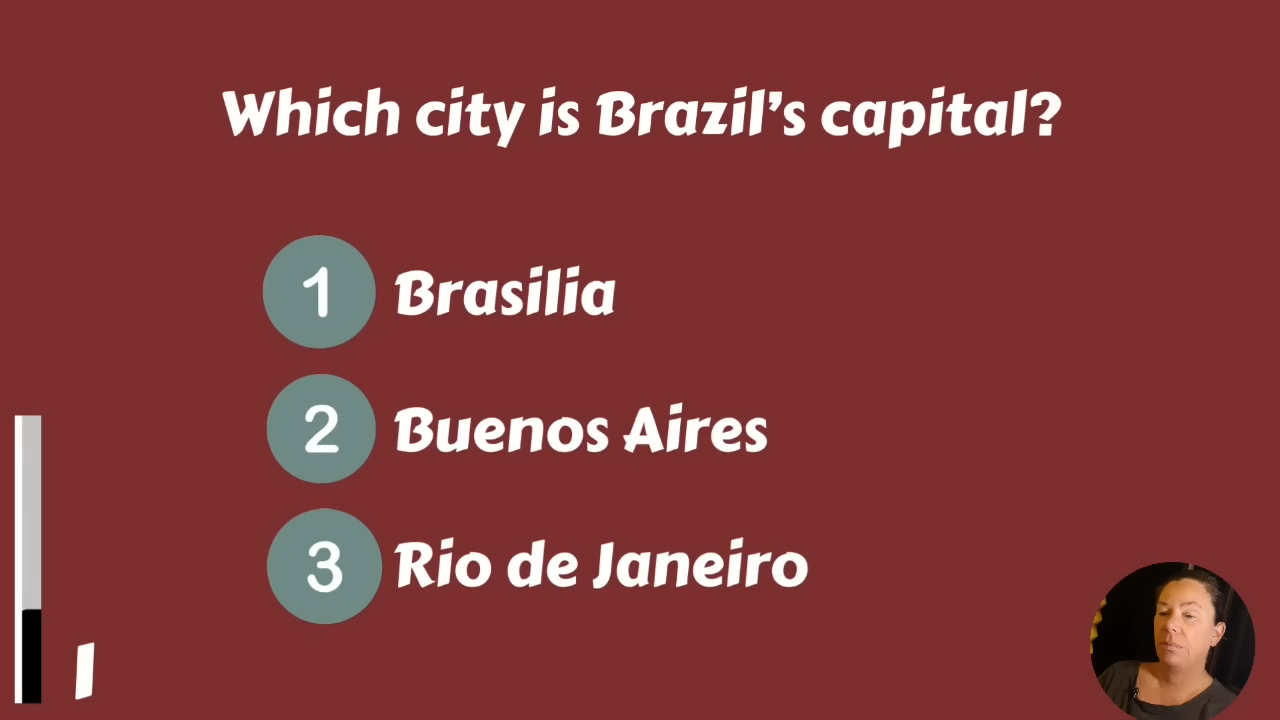 Which city is Brazil's capital?
1 Brasilia
2 Buenos Aires
3 Rio de Janeiro